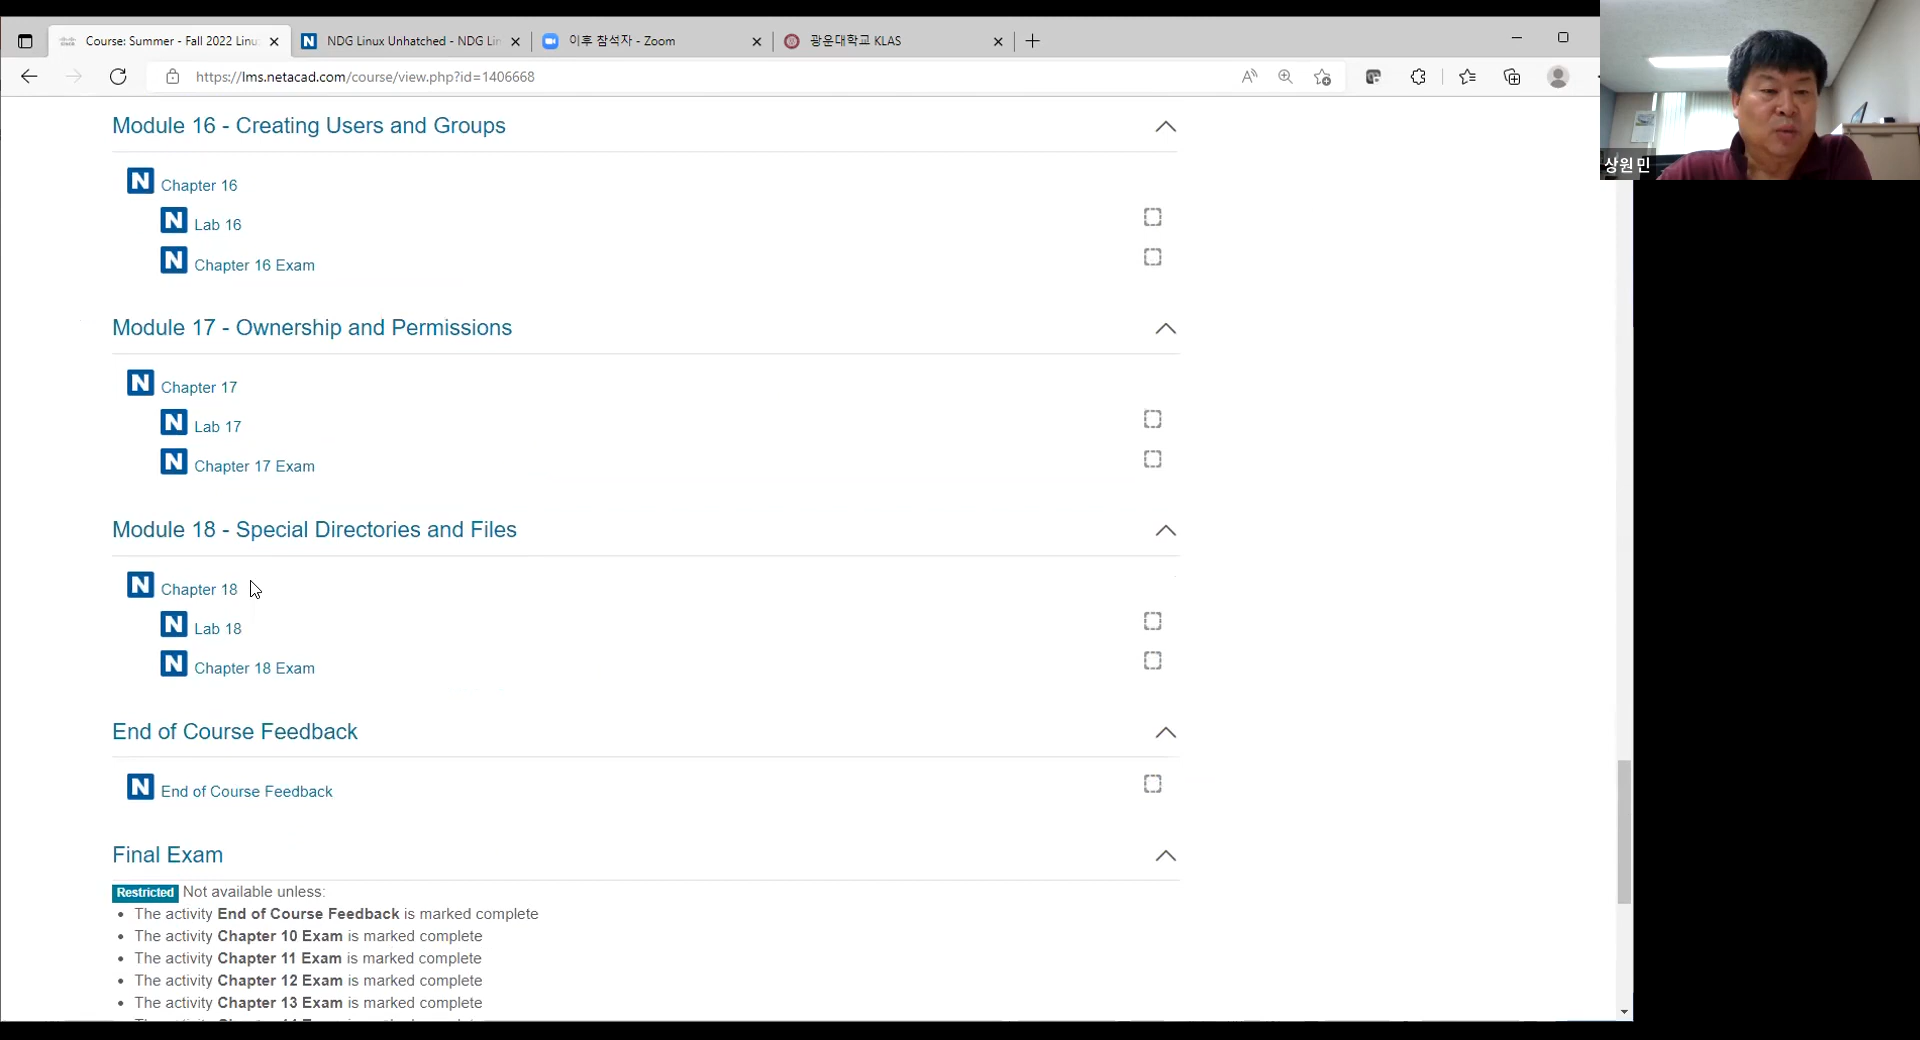 Course: Summer - Fall 2022 Linu
NDG Linux Unhatched - NDG Lin
이후 참석자 - Zoom
광운대학교 KLAS
https://lms.netacad.com/course/view.php?id=1406668
상원민
Module 16 - Creating Users and Groups
N Chapter 16
N Lab 16
N Chapter 16 Exam
Module 17 - Ownership and Permissions
N Chapter 17
N Lab 17
N Chapter 17 Exam
Module 18 - Special Directories and Files
N Chapter 18
N Lab 18
N Chapter 18 Exam
End of Course Feedback
N End of Course Feedback
Final Exam
Restricted Not available unless:
• The activity End of Course Feedback is marked complete
• The activity Chapter 10 Exam is marked complete
• The activity Chapter 11 Exam is marked complete
• The activity Chapter 12 Exam is marked complete
• The activity Chapter 13 Exam is marked complete